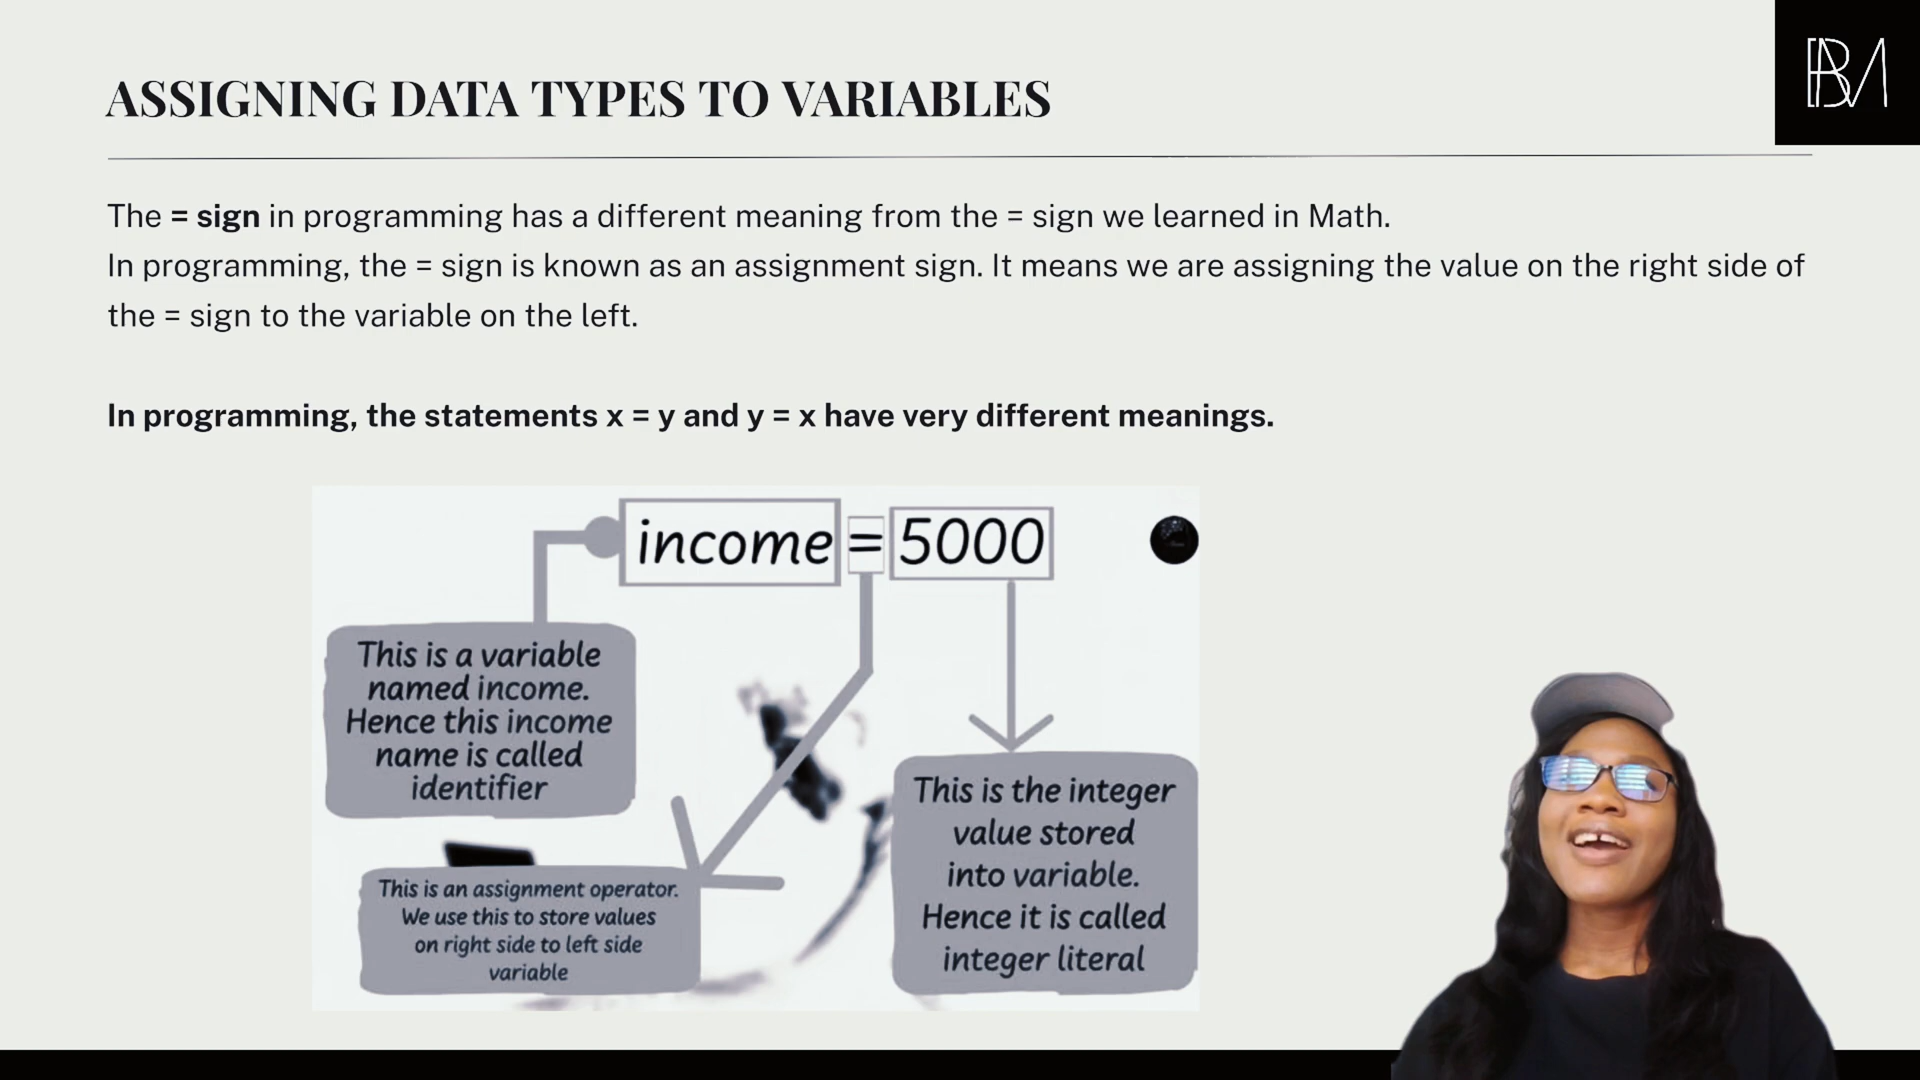 ASSIGNING DATA TYPES TO VARIABLES
The = sign in programming has a different meaning from the = sign we learned in Math.
In programming, the = sign is known as an assignment sign. It means we are assigning the value on the right side of
the = sign to the variable on the left.
In programming, the statements x = y and y = x have very different meanings.
income = 5000
This is a variable
named income.
Hence this income
name is called
identifier
This is an assignment operator.
We use this to store values
on right side to left side
variable
This is the integer
value stored
into variable.
Hence it is called
integer literal